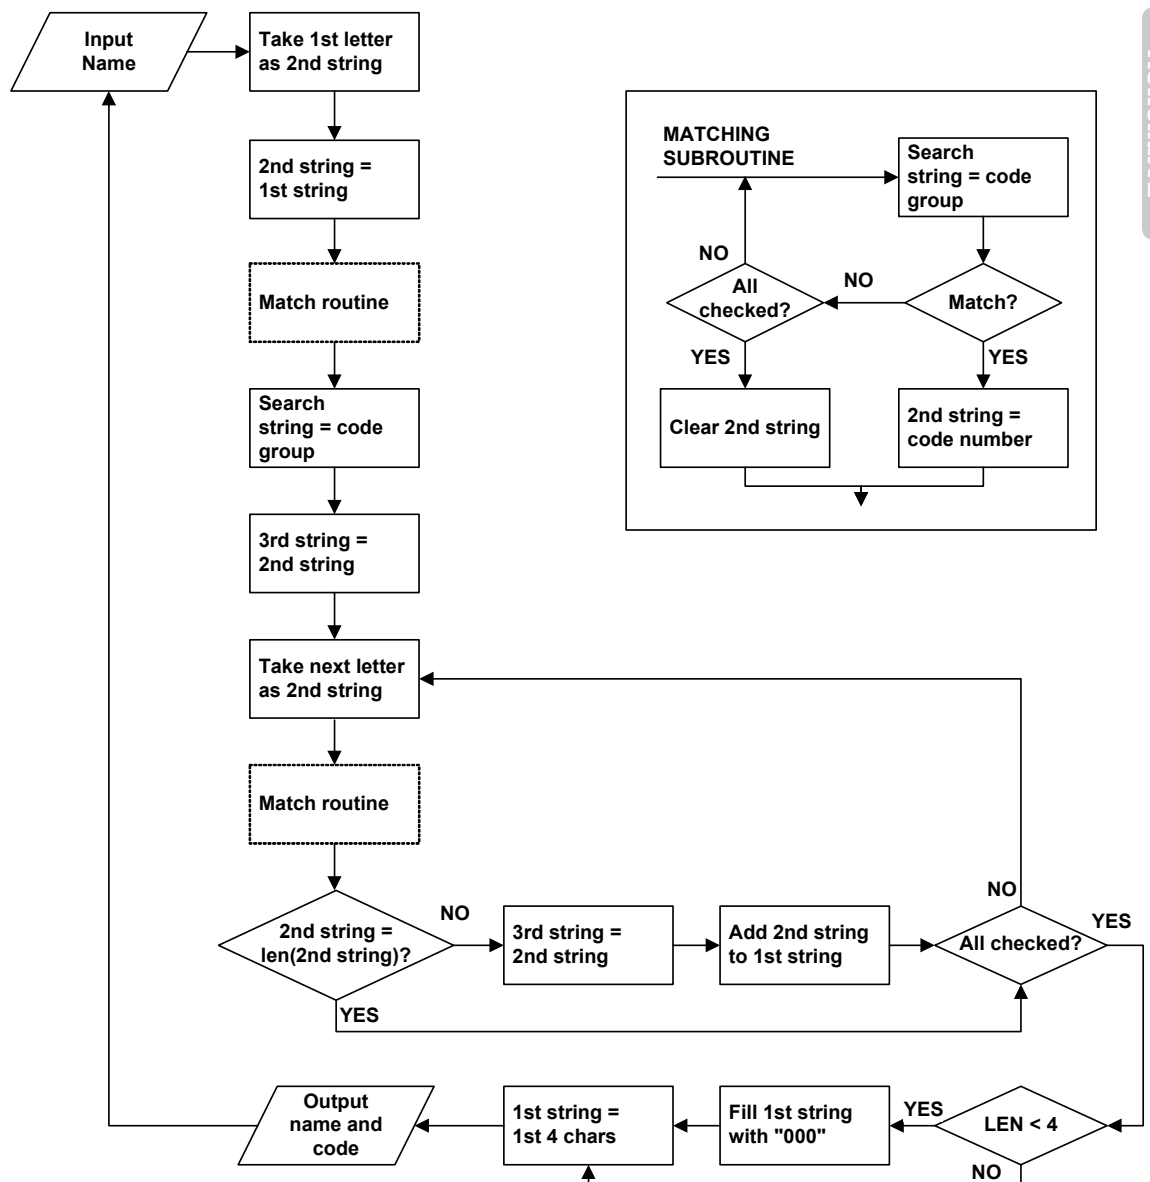 Input
Name
Take 1st letter
as 2nd string
2nd string =
1st string
Match routine
Search
string = code
group
3rd string =
2nd string
Take next letter
as 2nd string
Match routine
2nd string =
len(2nd string)?
NO
YES
3rd string =
2nd string
Add 2nd string
to 1st string
All checked?
NO
YES
LEN < 4
YES
NO
Fill 1st string
with "000"
1st string =
1st 4 chars
Output
name and
code
MATCHING
SUBROUTINE
Search
string = code
group
Match?
NO
YES
All
checked?
NO
YES
Clear 2nd string
2nd string =
code number